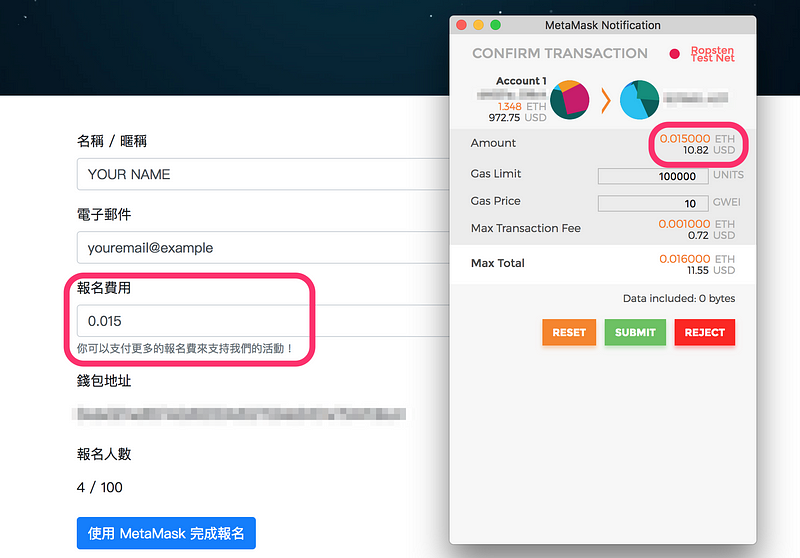 名稱 / 暱稱
YOUR NAME
電子郵件
youremail@example
報名費用
0.015
你可以支付更多的報名費來支持我們的活動！
錢包地址
報名人數
4 / 100
使用 MetaMask 完成報名
MetaMask Notification
CONFIRM TRANSACTION
Ropsten
Test Net
Account 1
1.348 ETH
972.75 USD
Amount
0.015000 ETH
10.82 USD
Gas Limit
100000 UNITS
Gas Price
10 GWEI
Max Transaction Fee
0.001000 ETH
0.72 USD
Max Total
0.016000 ETH
11.55 USD
Data included: 0 bytes
RESET SUBMIT REJECT